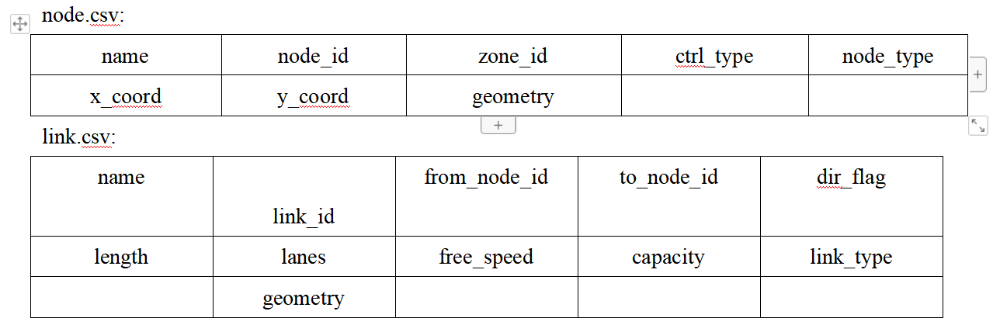 node.csv:
name node_id zone_id ctrl_type node_type
x_coord y_coord geometry
link.csv:
name link_id from_node_id to_node_id dir_flag
length lanes free_speed capacity link_type
geometry